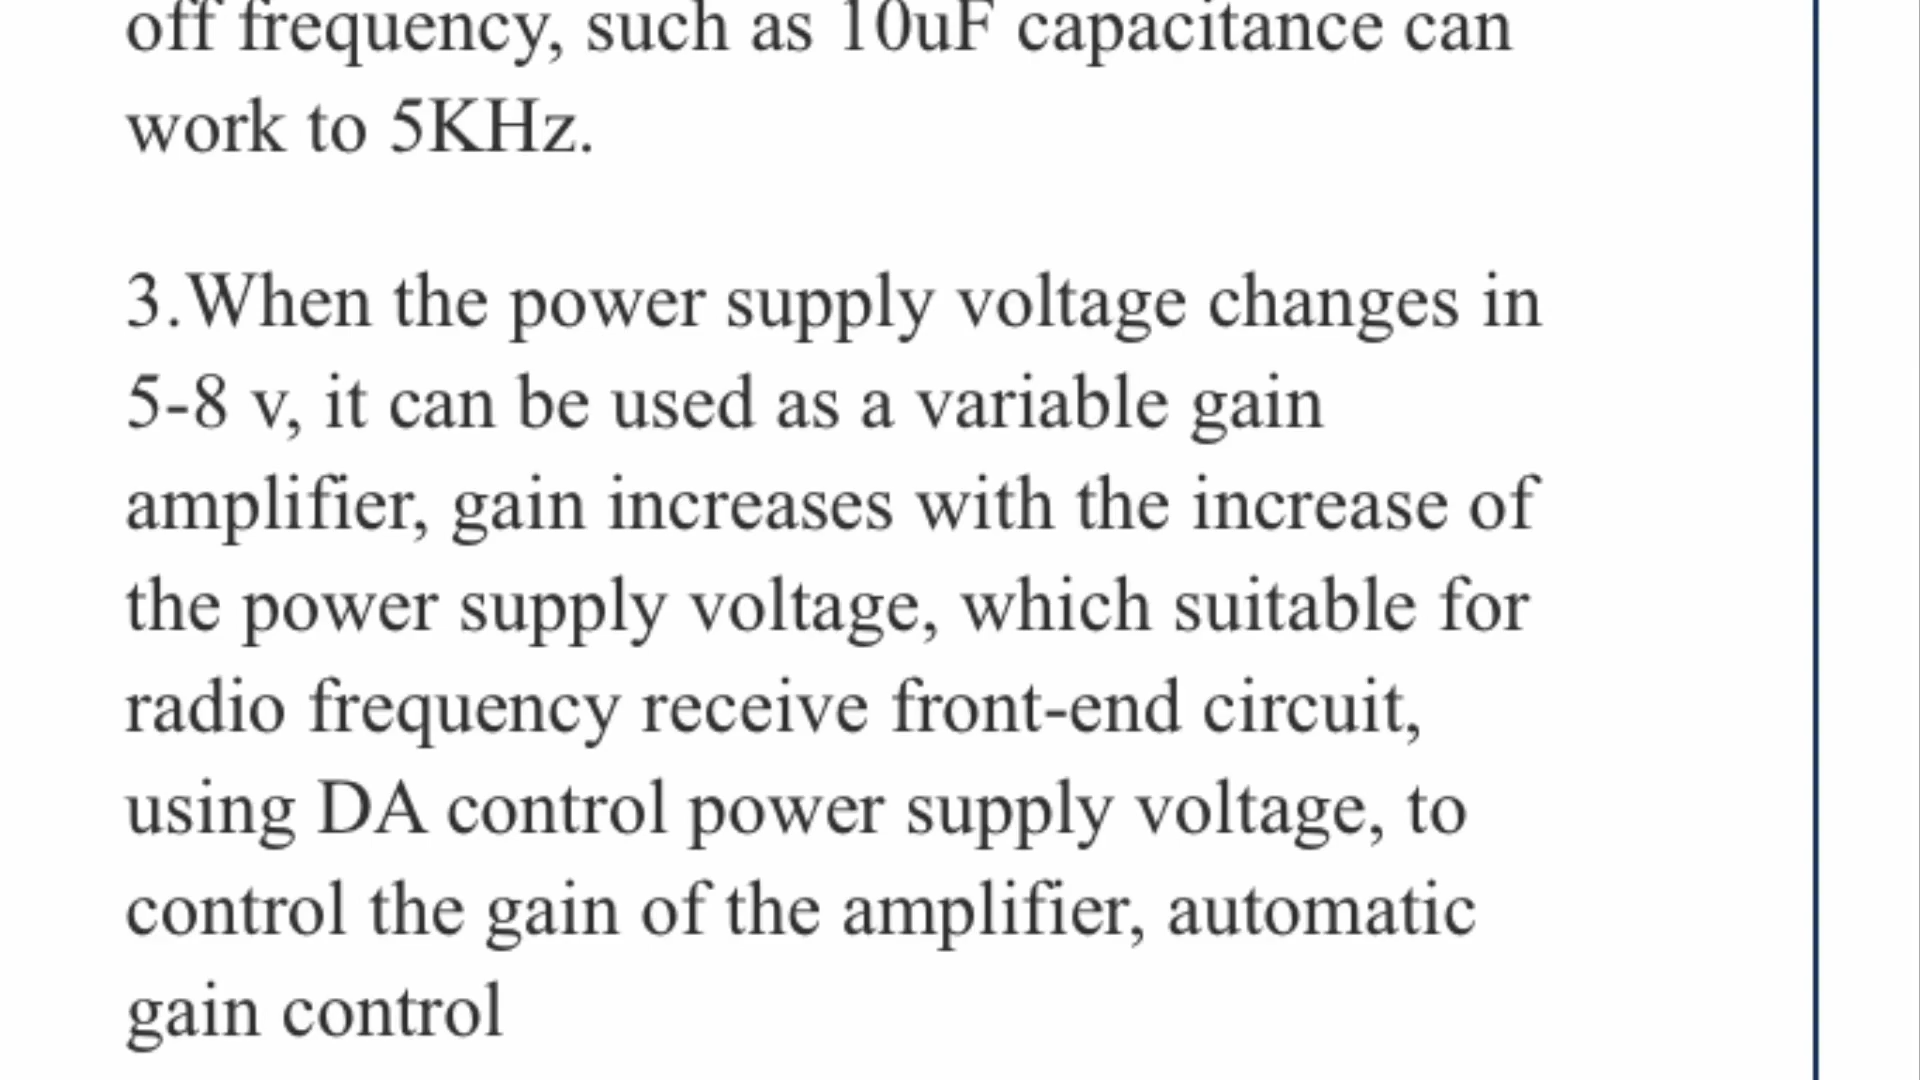 off frequency, such as 10uF capacitance can
work to 5KHz.
3.When the power supply voltage changes in
5-8 v, it can be used as a variable gain
amplifier, gain increases with the increase of
the power supply voltage, which suitable for
radio frequency receive front-end circuit,
using DA control power supply voltage, to
control the gain of the amplifier, automatic
gain control